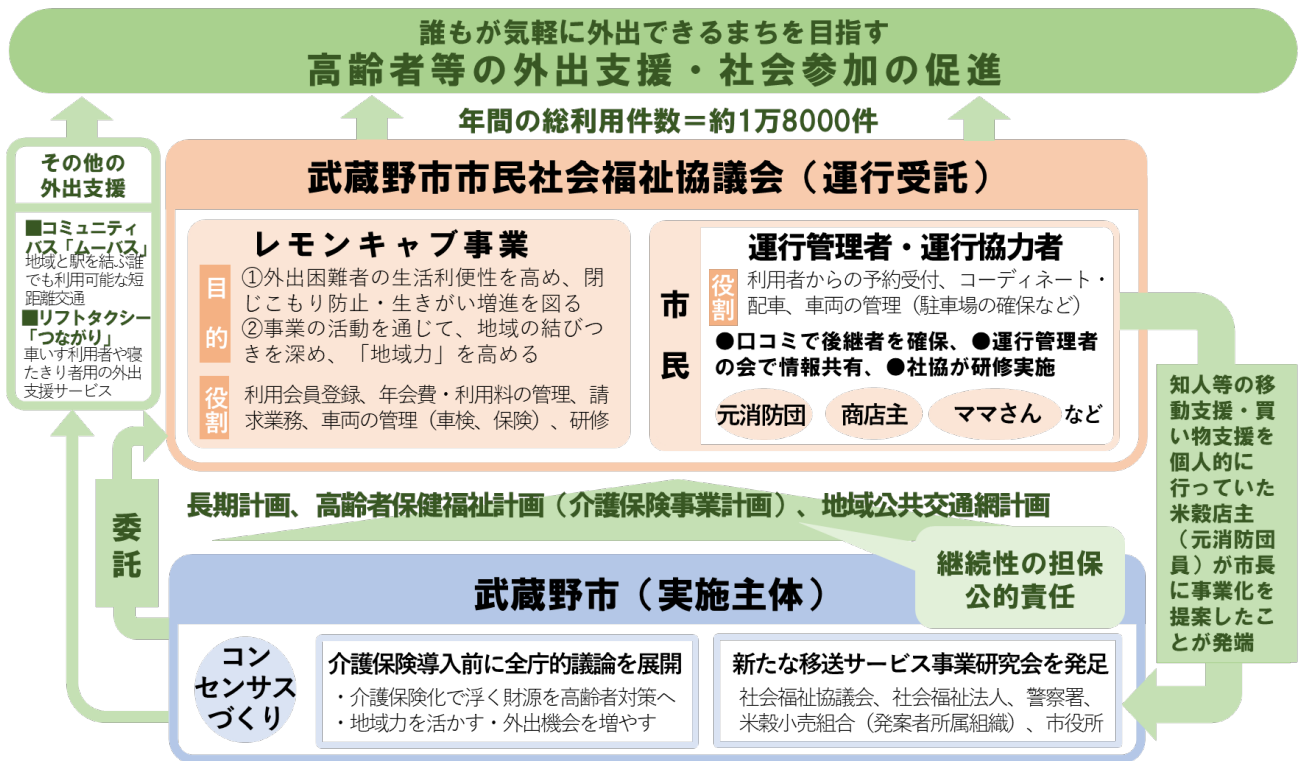 誰もが気軽に外出できるまちを目指す
高齢者等の外出支援・社会参加の促進
年間の総利用件数＝約1万8000件
その他の
外出支援
■コミュニティ
バス「ムーバス」
地域と駅を結ぶ誰
でも利用可能な短
距離交通
■リフトタクシー
「つながり」
車いす利用者や寝
たきり者用の外出
支援サービス
武蔵野市市民社会福祉協議会（運行受託）
レモンキャブ事業
目
的
①外出困難者の生活利便性を高め、閉
じこもり防止・生きがい増進を図る
②事業の活動を通じて、地域の結びつ
きを深め、「地域力」を高める
役
割
利用会員登録、年会費・利用料の管理、請
求業務、車両の管理（車検、保険）、研修
市
民
運行管理者・運行協力者
役
割
利用者からの予約受付、コーディネート・
配車、車両の管理（駐車場の確保など）
●口コミで後継者を確保、●運行管理者
の会で情報共有、●社協が研修実施
元消防団
商店主
ママさん
など
知人等の移
動支援・買
い物支援を
個人的に
行っていた
米穀店主
（元消防団
員）が市長
に事業化を
提案したこ
とが発端
委
託
長期計画、高齢者保健福祉計画（介護保険事業計画）、地域公共交通網計画
継続性の担保
公的責任
武蔵野市（実施主体）
コン
センサス
づくり
介護保険導入前に全庁的議論を展開
・介護保険化で浮く財源を高齢者対策へ
・地域力を活かす・外出機会を増やす
新たな移送サービス事業研究会を発足
社会福祉協議会、社会福祉法人、警察署、
米穀小売組合（発案者所属組織）、市役所